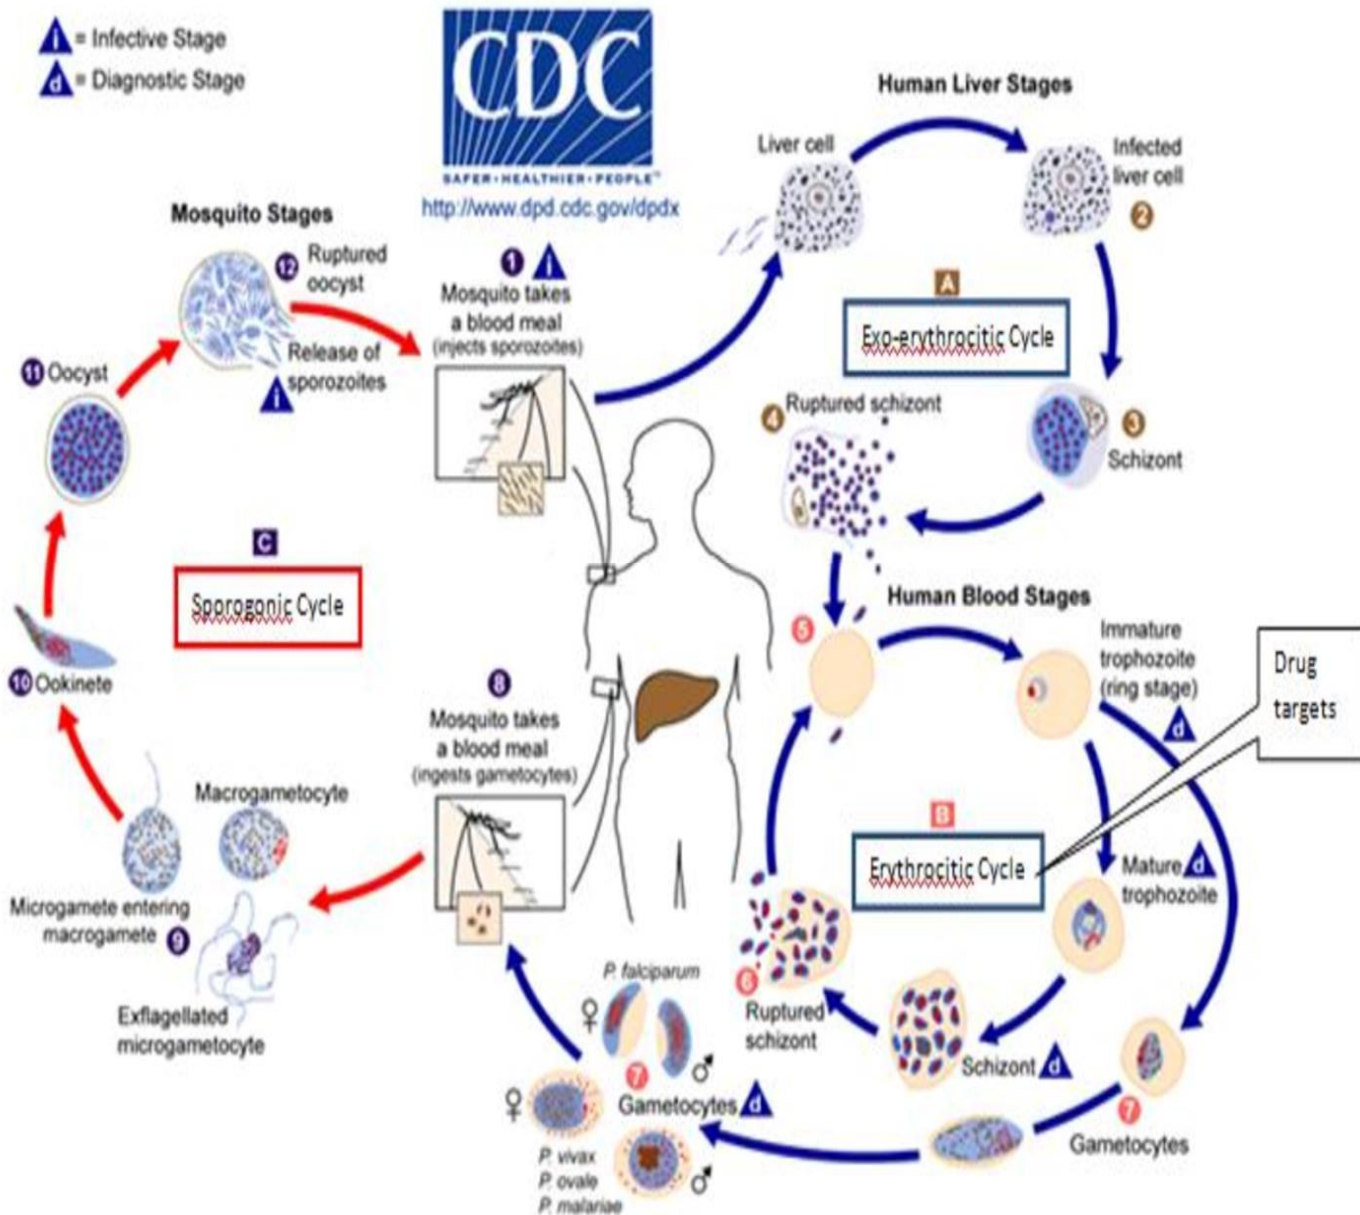 i = Infective Stage
d = Diagnostic Stage
CDC
SAFER•HEALTHIER•PEOPLE™
http://www.dpd.cdc.gov/dpdx
Human Liver Stages
Liver cell
Infected
liver cell
2
A
Exo-erythrocitic Cycle
4 Ruptured schizont
3
Schizont
Mosquito Stages
12 Ruptured
oocyst
Release of
sporozoites
i
11 Oocyst
1 i
Mosquito takes
a blood meal
(injects sporozoites)
C
Sporogonic Cycle
10 Ookinete
8
Mosquito takes
a blood meal
(ingests gametocytes)
Macrogametocyte
Microgamete entering
macrogamete 9
Exflagellated
microgametocyte
Human Blood Stages
5
Immature
trophozoite
(ring stage)
d
Drug
targets
B
Erythrocitic Cycle
Mature d
trophozoite
6
Ruptured
schizont
Schizont d
7
Gametocytes
P. falciparum
♀
♂
7
Gametocytes d
♀
♂
P. vivax
P. ovale
P. malariae